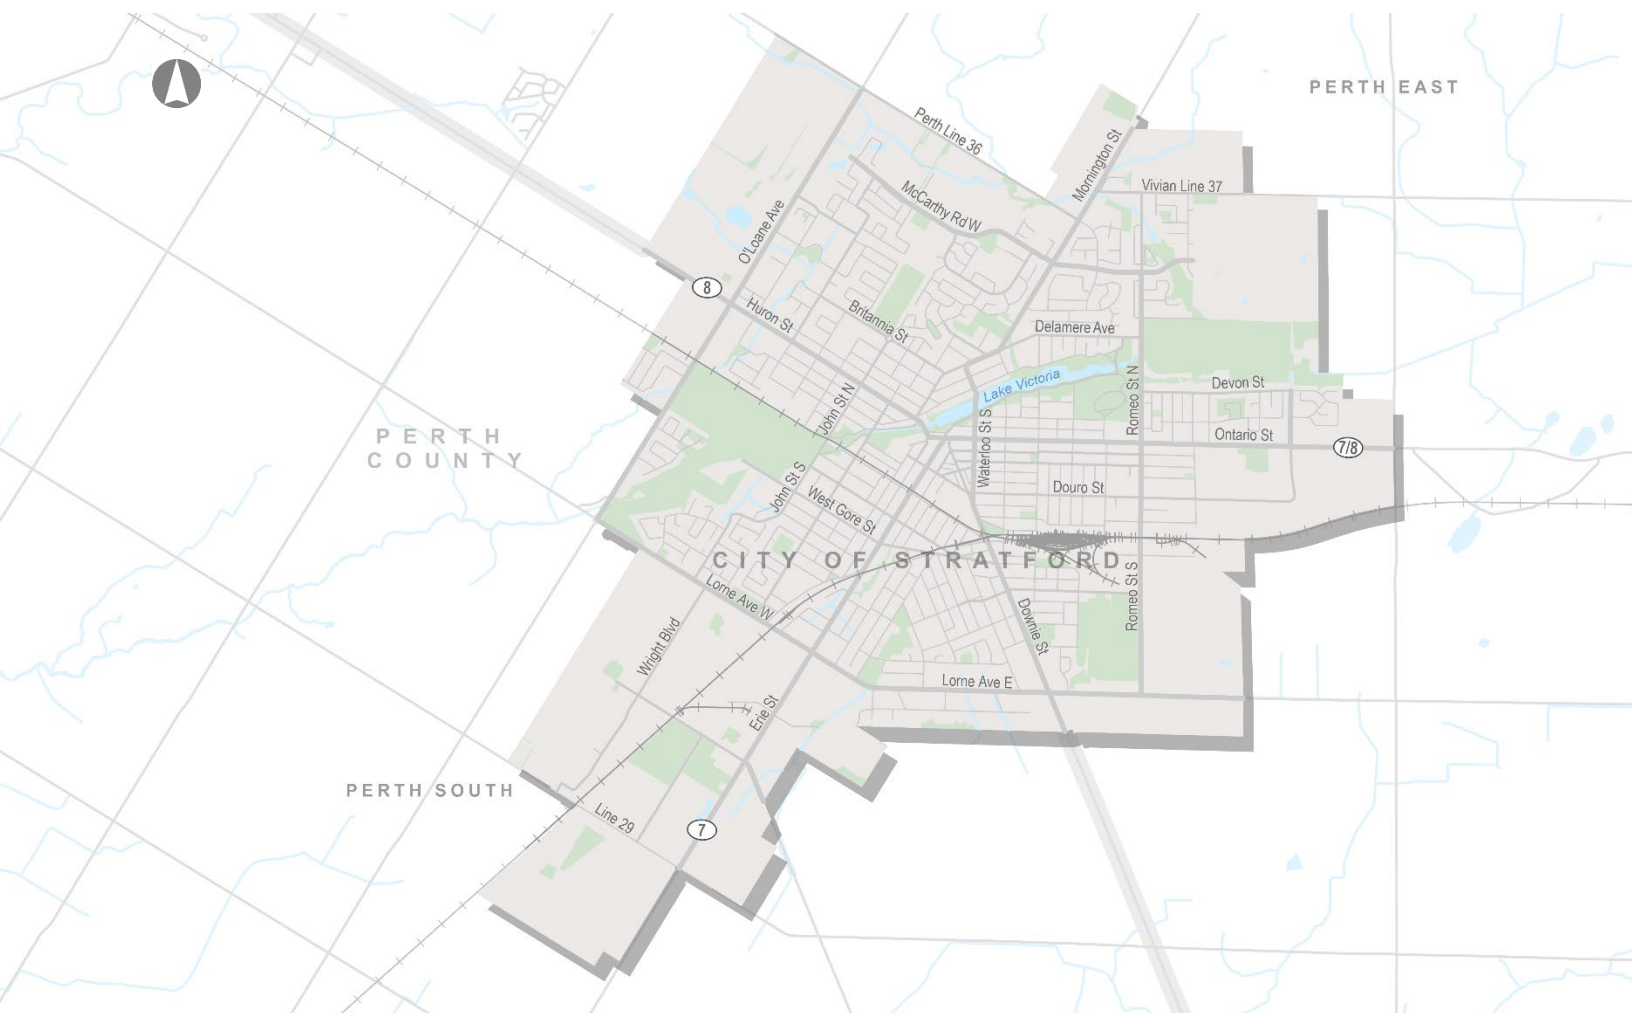 PERTH EAST
Perth Line 36
Mornington St
Vivian Line 37
McCarthy Rd W
O'Loane Ave
8
Huron St
Britannia St
Delamere Ave
Lake Victoria
Devon St
John St N
Romeo St N
Waterloo St S
Ontario St
7/8
PERTH
COUNTY
John St S
West Gore St
Douro St
CITY OF STRATFORD
Lorne Ave W
Romeo St S
Downie St
Wright Blvd
Lorne Ave E
Erie St
PERTH SOUTH
Line 29
7